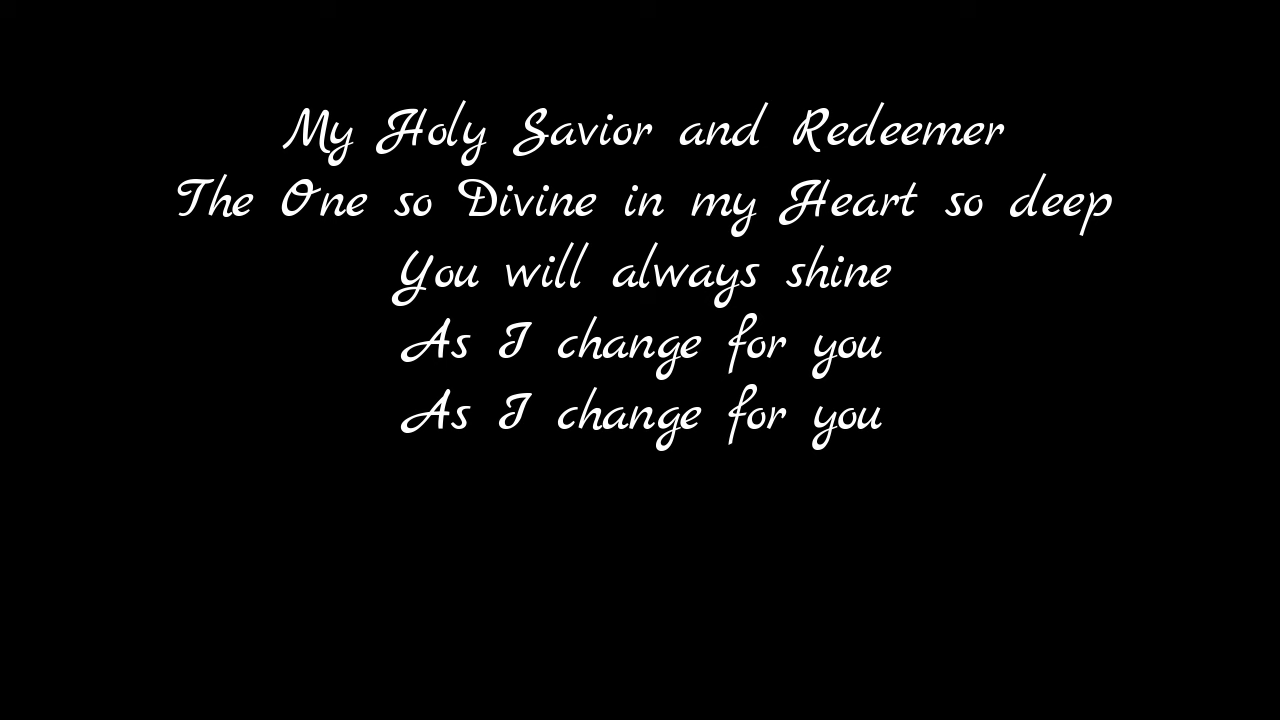 My Holy Savior and Redeemer
The One so Divine in my Heart so deep
You will always shine
As I change for you
As I change for you